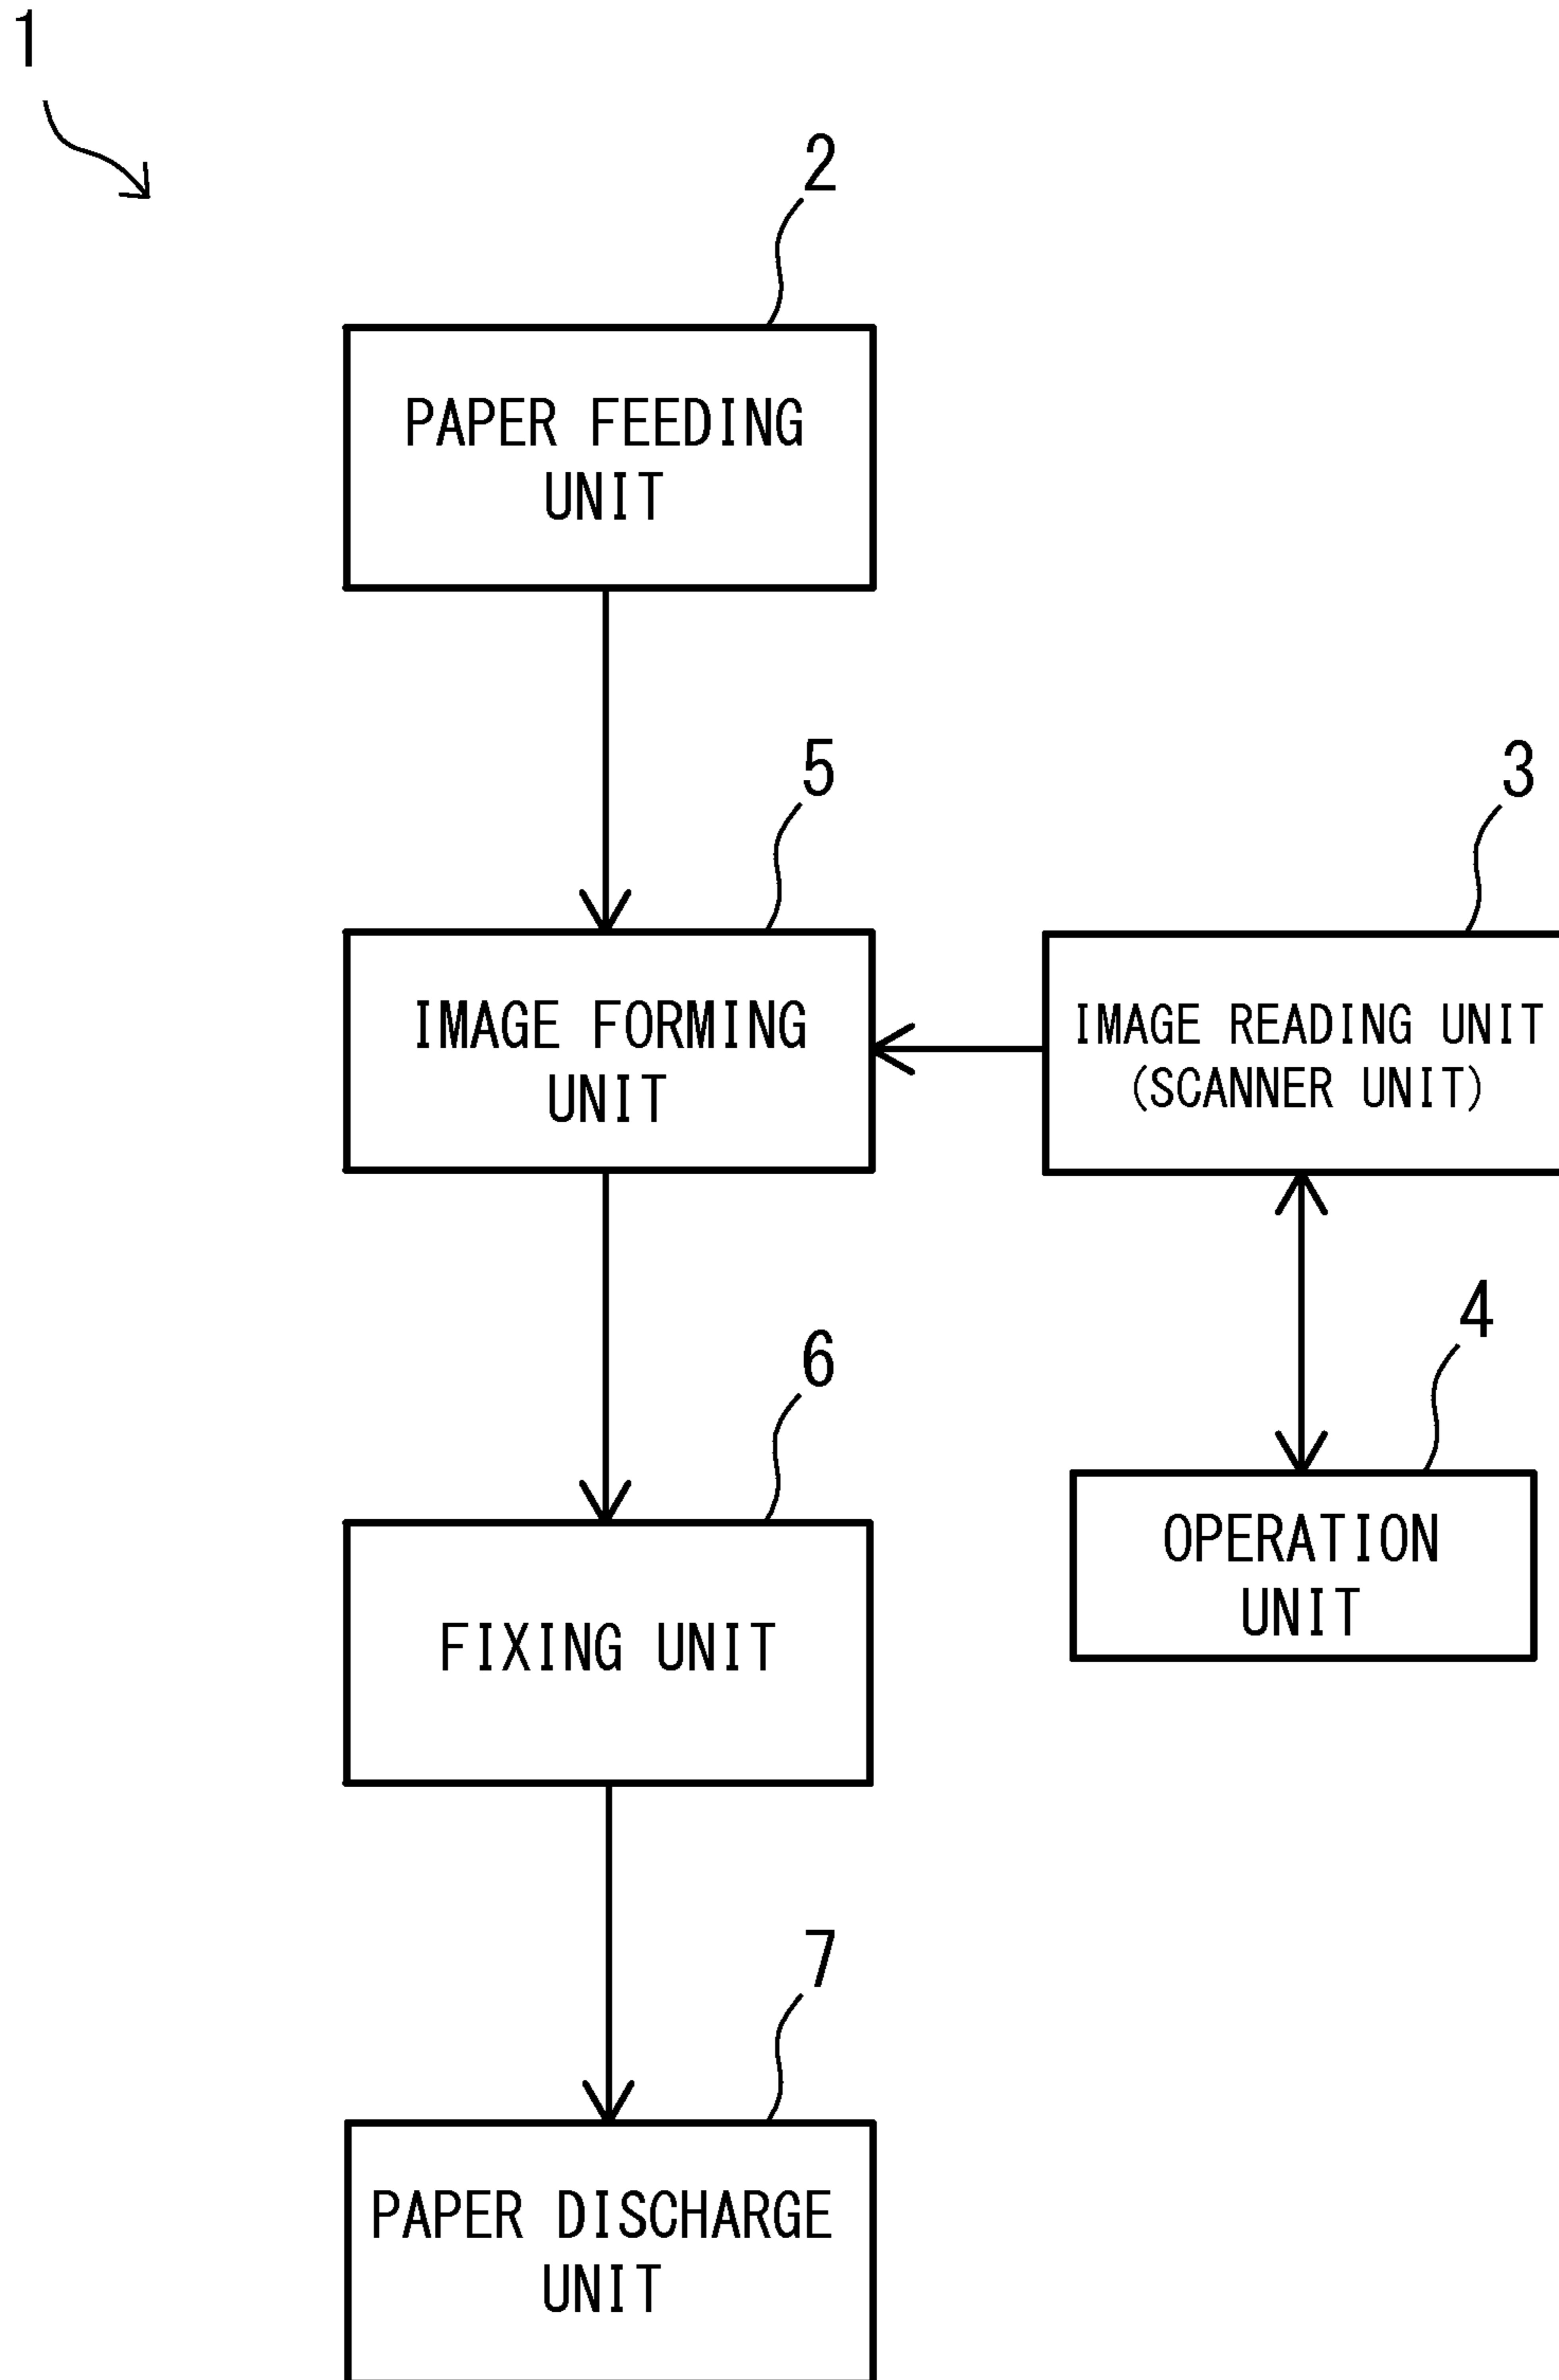 1
2
PAPER FEEDING
UNIT
5
3
IMAGE FORMING
UNIT
IMAGE READING UNIT
(SCANNER UNIT)
4
6
OPERATION
UNIT
FIXING UNIT
7
PAPER DISCHARGE
UNIT